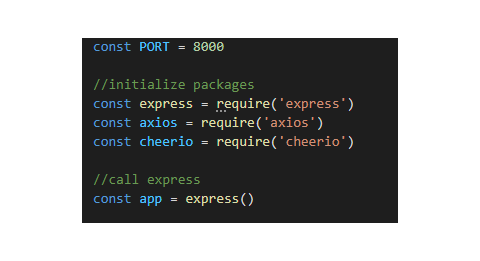 const PORT = 8000
//initialize packages
const express = require('express')
const axios = require('axios')
const cheerio = require('cheerio')
//call express
const app = express()